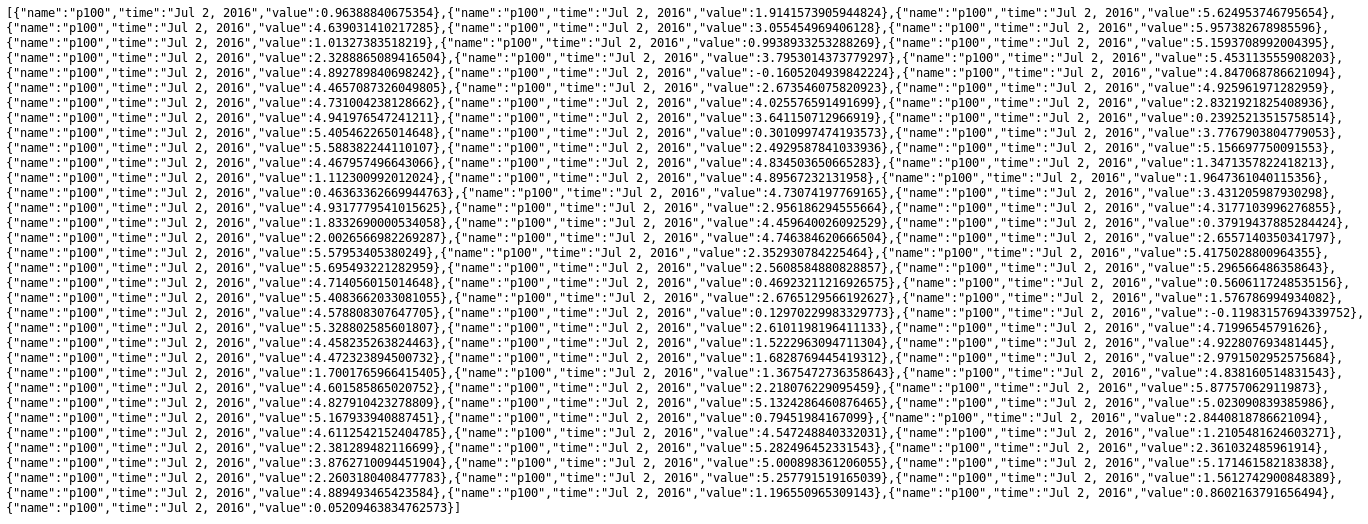 [{"name":"p100","time":"Jul 2, 2016","value":0.96388840675354},{"name":"p100","time":"Jul 2, 2016","value":1.9141573905944824},{"name":"p100","time":"Jul 2, 2016","value":5.624953746795654},
{"name":"p100","time":"Jul 2, 2016","value":4.639031410217285},{"name":"p100","time":"Jul 2, 2016","value":3.055454969406128},{"name":"p100","time":"Jul 2, 2016","value":5.957382678985596},
{"name":"p100","time":"Jul 2, 2016","value":1.01327383518219},{"name":"p100","time":"Jul 2, 2016","value":0.9938933253288269},{"name":"p100","time":"Jul 2, 2016","value":5.1593708992004395},
{"name":"p100","time":"Jul 2, 2016","value":2.3288865089416504},{"name":"p100","time":"Jul 2, 2016","value":3.7953014373779297},{"name":"p100","time":"Jul 2, 2016","value":5.453113555908203},
{"name":"p100","time":"Jul 2, 2016","value":4.892789840698242},{"name":"p100","time":"Jul 2, 2016","value":-0.1605204939842224},{"name":"p100","time":"Jul 2, 2016","value":4.847068786621094},
{"name":"p100","time":"Jul 2, 2016","value":4.4657087326049805},{"name":"p100","time":"Jul 2, 2016","value":2.673546075820923},{"name":"p100","time":"Jul 2, 2016","value":4.925961971282959},
{"name":"p100","time":"Jul 2, 2016","value":4.731004238128662},{"name":"p100","time":"Jul 2, 2016","value":4.025576591491699},{"name":"p100","time":"Jul 2, 2016","value":2.8321921825408936},
{"name":"p100","time":"Jul 2, 2016","value":4.941976547241211},{"name":"p100","time":"Jul 2, 2016","value":3.641150712966919},{"name":"p100","time":"Jul 2, 2016","value":0.23925213515758514},
{"name":"p100","time":"Jul 2, 2016","value":5.405462265014648},{"name":"p100","time":"Jul 2, 2016","value":0.3010997474193573},{"name":"p100","time":"Jul 2, 2016","value":3.7767903804779053},
{"name":"p100","time":"Jul 2, 2016","value":5.588382244110107},{"name":"p100","time":"Jul 2, 2016","value":2.4929587841033936},{"name":"p100","time":"Jul 2, 2016","value":5.156697750091553},
{"name":"p100","time":"Jul 2, 2016","value":4.467957496643066},{"name":"p100","time":"Jul 2, 2016","value":4.834503650665283},{"name":"p100","time":"Jul 2, 2016","value":1.3471357822418213},
{"name":"p100","time":"Jul 2, 2016","value":1.112300992012024},{"name":"p100","time":"Jul 2, 2016","value":4.89567232131958},{"name":"p100","time":"Jul 2, 2016","value":1.9647361040115356},
{"name":"p100","time":"Jul 2, 2016","value":0.46363362669944763},{"name":"p100","time":"Jul 2, 2016","value":4.73074197769165},{"name":"p100","time":"Jul 2, 2016","value":3.431205987930298},
{"name":"p100","time":"Jul 2, 2016","value":4.9317779541015625},{"name":"p100","time":"Jul 2, 2016","value":2.956186294555664},{"name":"p100","time":"Jul 2, 2016","value":4.3177103996276855},
{"name":"p100","time":"Jul 2, 2016","value":1.8332690000534058},{"name":"p100","time":"Jul 2, 2016","value":4.459640026092529},{"name":"p100","time":"Jul 2, 2016","value":0.37919437885284424},
{"name":"p100","time":"Jul 2, 2016","value":2.0026566982269287},{"name":"p100","time":"Jul 2, 2016","value":4.746384620666504},{"name":"p100","time":"Jul 2, 2016","value":2.6557140350341797},
{"name":"p100","time":"Jul 2, 2016","value":5.57953405380249},{"name":"p100","time":"Jul 2, 2016","value":2.352930784225464},{"name":"p100","time":"Jul 2, 2016","value":5.4175028800964355},
{"name":"p100","time":"Jul 2, 2016","value":5.695493221282959},{"name":"p100","time":"Jul 2, 2016","value":2.5608584880828857},{"name":"p100","time":"Jul 2, 2016","value":5.296566486358643},
{"name":"p100","time":"Jul 2, 2016","value":4.714056015014648},{"name":"p100","time":"Jul 2, 2016","value":0.46923211216926575},{"name":"p100","time":"Jul 2, 2016","value":0.5606117248535156},
{"name":"p100","time":"Jul 2, 2016","value":5.4083662033081055},{"name":"p100","time":"Jul 2, 2016","value":2.6765129566192627},{"name":"p100","time":"Jul 2, 2016","value":1.576786994934082},
{"name":"p100","time":"Jul 2, 2016","value":4.578808307647705},{"name":"p100","time":"Jul 2, 2016","value":0.12970229983329773},{"name":"p100","time":"Jul 2, 2016","value":-0.11983157694339752},
{"name":"p100","time":"Jul 2, 2016","value":5.328802585601807},{"name":"p100","time":"Jul 2, 2016","value":2.6101198196411133},{"name":"p100","time":"Jul 2, 2016","value":4.71996545791626},
{"name":"p100","time":"Jul 2, 2016","value":4.458235263824463},{"name":"p100","time":"Jul 2, 2016","value":1.5222963094711304},{"name":"p100","time":"Jul 2, 2016","value":4.922807693481445},
{"name":"p100","time":"Jul 2, 2016","value":4.472323894500732},{"name":"p100","time":"Jul 2, 2016","value":1.6828769445419312},{"name":"p100","time":"Jul 2, 2016","value":2.9791502952575684},
{"name":"p100","time":"Jul 2, 2016","value":1.7001765966415405},{"name":"p100","time":"Jul 2, 2016","value":1.3675472736358643},{"name":"p100","time":"Jul 2, 2016","value":4.838160514831543},
{"name":"p100","time":"Jul 2, 2016","value":4.601585865020752},{"name":"p100","time":"Jul 2, 2016","value":2.218076229095459},{"name":"p100","time":"Jul 2, 2016","value":5.877570629119873},
{"name":"p100","time":"Jul 2, 2016","value":4.827910423278809},{"name":"p100","time":"Jul 2, 2016","value":5.1324286460876465},{"name":"p100","time":"Jul 2, 2016","value":5.023090839385986},
{"name":"p100","time":"Jul 2, 2016","value":5.167933940887451},{"name":"p100","time":"Jul 2, 2016","value":0.79451984167099},{"name":"p100","time":"Jul 2, 2016","value":2.8440818786621094},
{"name":"p100","time":"Jul 2, 2016","value":4.6112542152404785},{"name":"p100","time":"Jul 2, 2016","value":4.547248840332031},{"name":"p100","time":"Jul 2, 2016","value":1.2105481624603271},
{"name":"p100","time":"Jul 2, 2016","value":2.381289482116699},{"name":"p100","time":"Jul 2, 2016","value":5.282496452331543},{"name":"p100","time":"Jul 2, 2016","value":2.361032485961914},
{"name":"p100","time":"Jul 2, 2016","value":3.8762710094451904},{"name":"p100","time":"Jul 2, 2016","value":5.000898361206055},{"name":"p100","time":"Jul 2, 2016","value":5.171461582183838},
{"name":"p100","time":"Jul 2, 2016","value":2.2603180408477783},{"name":"p100","time":"Jul 2, 2016","value":5.257791519165039},{"name":"p100","time":"Jul 2, 2016","value":1.5612742900848389},
{"name":"p100","time":"Jul 2, 2016","value":4.889493465423584},{"name":"p100","time":"Jul 2, 2016","value":1.196550965309143},{"name":"p100","time":"Jul 2, 2016","value":0.8602163791656494},
{"name":"p100","time":"Jul 2, 2016","value":0.05209463834762573}]